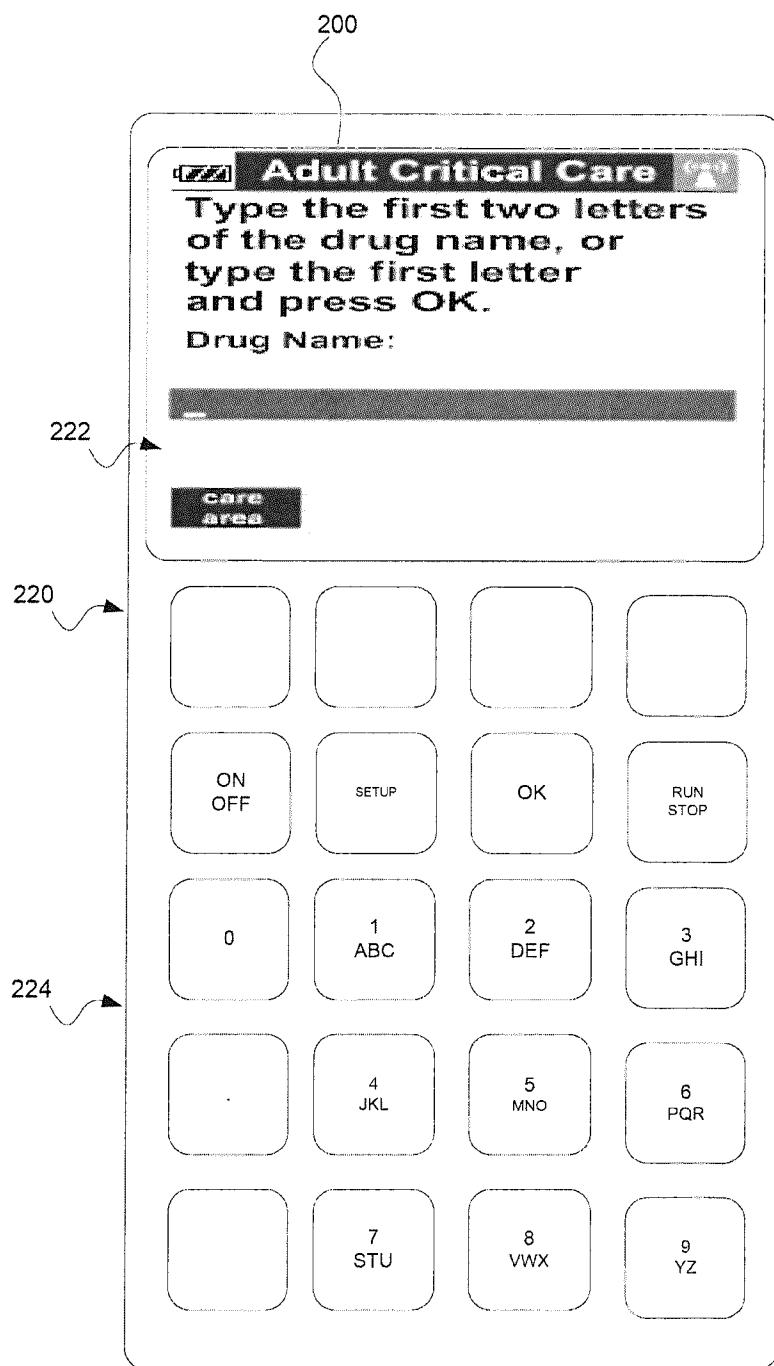 200
Adult Critical Care
Type the first two letters
of the drug name, or
type the first letter
and press OK.
Drug Name:
222
care
area
220
ON
OFF
SETUP
OK
RUN
STOP
0
1
ABC
2
DEF
3
GHI
224
.
4
JKL
5
MNO
6
PQR
7
STU
8
VWX
9
YZ